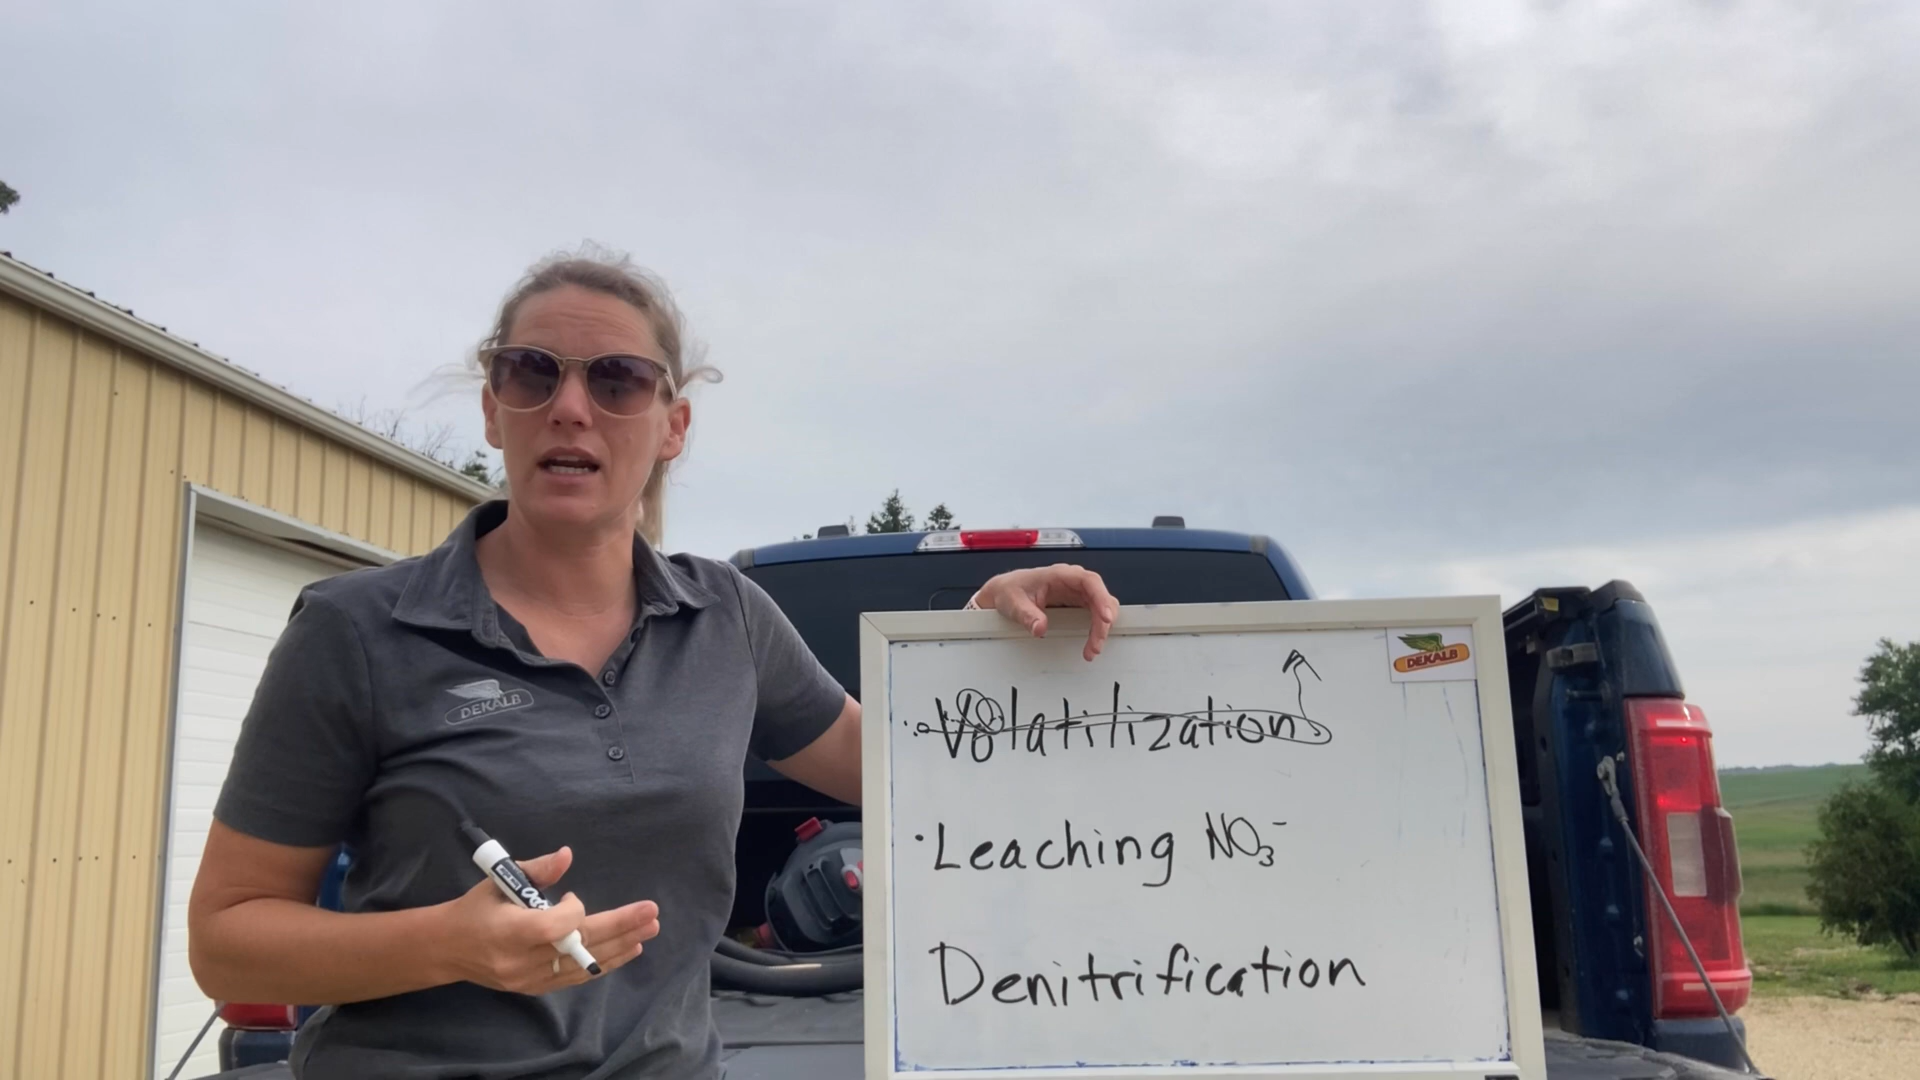 DEKALB
DEKALB
Volatilization
· Leaching NO₃⁻
Denitrification